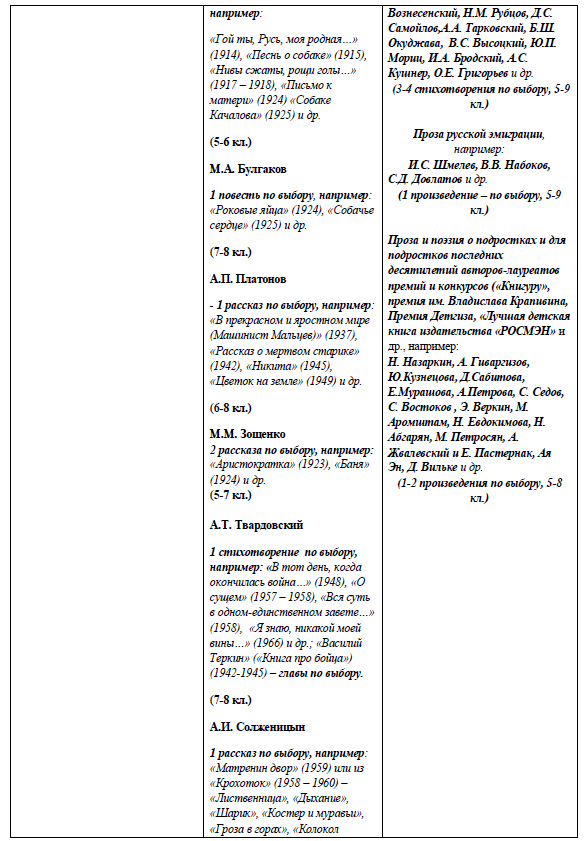 например:
«Гой ты, Русь, моя родная…»
(1914), «Песнь о собаке» (1915),
«Нивы сжаты, рощи голы…»
(1917 – 1918), «Письмо к
матери» (1924) «Собаке
Качалова» (1925) и др.
(5-6 кл.)
М.А. Булгаков
1 повесть по выбору, например:
«Роковые яйца» (1924), «Собачье
сердце» (1925) и др.
(7-8 кл.)
А.П. Платонов
- 1 рассказ по выбору, например:
«В прекрасном и яростном мире
(Машинист Мальцев)» (1937),
«Рассказ о мертвом старике»
(1942), «Никита» (1945),
«Цветок на земле» (1949) и др.
(6-8 кл.)
М.М. Зощенко
2 рассказа по выбору, например:
«Аристократка» (1923), «Баня»
(1924) и др.
(5-7 кл.)
А.Т. Твардовский
1 стихотворение по выбору,
например: «В тот день, когда
окончилась война…» (1948), «О
сущем» (1957 – 1958), «Вся суть
в одном-единственном завете…»
(1958), «Я знаю, никакой моей
вины…» (1966) и др.; «Василий
Теркин» («Книга про бойца»)
(1942-1945) – главы по выбору.
(7-8 кл.)
А.И. Солженицын
1 рассказ по выбору, например:
«Матренин двор» (1959) или из
«Крохоток» (1958 – 1960) –
«Лиственница», «Дыхание»,
«Шарик», «Костер и муравьи»,
«Гроза в горах», «Колокол
Вознесенский, Н.М. Рубцов, Д.С.
Самойлов,А.А. Тарковский, Б.Ш.
Окуджава, В.С. Высоцкий, Ю.П.
Мориц, И.А. Бродский, А.С.
Кушнер, О.Е. Григорьев и др.
(3-4 стихотворения по выбору, 5-9
кл.)
Проза русской эмиграции,
например:
И.С. Шмелев, В.В. Набоков,
С.Д. Довлатов и др.
(1 произведение – по выбору, 5-9
кл.)
Проза и поэзия о подростках и для
подростков последних
десятилетий авторов-лауреатов
премий и конкурсов («Книгуру»,
премия им. Владислава Крапивина,
Премия Детгиза, «Лучшая детская
книга издательства «РОСМЭН» и
др., например:
Н. Назаркин, А. Гиваргизов,
Ю.Кузнецова, Д.Сабитова,
Е.Мурашова, А.Петрова, С. Седов,
С. Востоков , Э. Веркин, М.
Аромштам, Н. Евдокимова, Н.
Абгарян, М. Петросян, А.
Жвалевский и Е. Пастернак, Ая
Эн, Д. Вильке и др.
(1-2 произведения по выбору, 5-8
кл.)